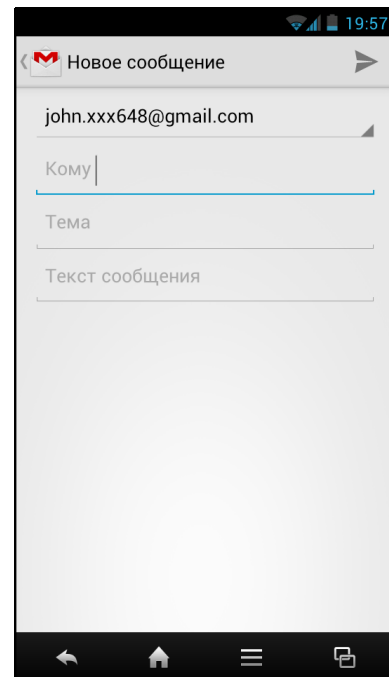 19:57
Новое сообщение
john.xxx648@gmail.com
Кому
Тема
Текст сообщения